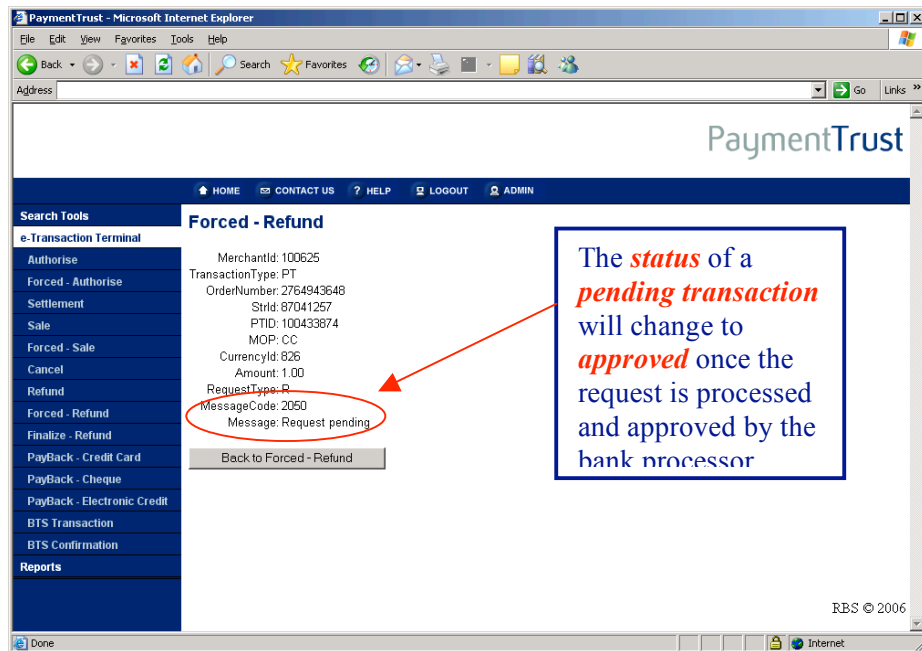 PaymentTrust - Microsoft Internet Explorer
File Edit View Favorites Tools Help
Back Search Favorites
Address Go Links »
PaymentTrust
HOME CONTACT US ? HELP LOGOUT ADMIN
Search Tools
e-Transaction Terminal
Authorise
Forced - Authorise
Settlement
Sale
Forced - Sale
Cancel
Refund
Forced - Refund
Finalize - Refund
PayBack - Credit Card
PayBack - Cheque
PayBack - Electronic Credit
BTS Transaction
BTS Confirmation
Reports
Forced - Refund
MerchantId: 100625
TransactionType: PT
OrderNumber: 2764943648
StrId: 87041257
PTID: 100433874
MOP: CC
CurrencyId: 826
Amount: 1.00
RequestType: R
MessageCode: 2050
Message: Request pending
Back to Forced - Refund
The status of a
pending transaction
will change to
approved once the
request is processed
and approved by the
bank processor
RBS © 2006
Done Internet